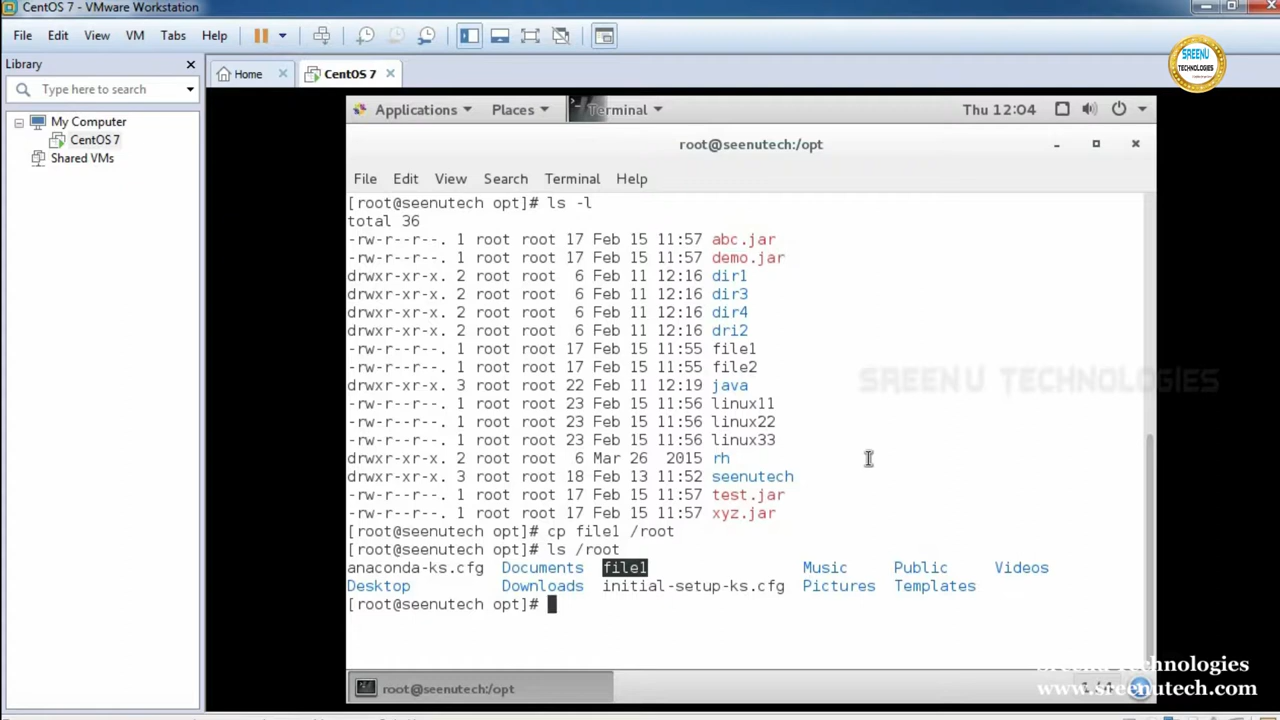 CentOS 7 - VMware Workstation
File Edit View VM Tabs Help
Library
Type here to search
My Computer
CentOS 7
Shared VMs
Home
CentOS 7
SREENU
TECHNOLOGIES
Applications Places Terminal Thu 12:04
root@seenutech:/opt
File Edit View Search Terminal Help
[root@seenutech opt]# ls -l
total 36
-rw-r--r--. 1 root root 17 Feb 15 11:57 abc.jar
-rw-r--r--. 1 root root 17 Feb 15 11:57 demo.jar
drwxr-xr-x. 2 root root 6 Feb 11 12:16 dir1
drwxr-xr-x. 2 root root 6 Feb 11 12:16 dir3
drwxr-xr-x. 2 root root 6 Feb 11 12:16 dir4
drwxr-xr-x. 2 root root 6 Feb 11 12:16 dri2
-rw-r--r--. 1 root root 17 Feb 15 11:55 file1
-rw-r--r--. 1 root root 17 Feb 15 11:55 file2
drwxr-xr-x. 3 root root 22 Feb 11 12:19 java
-rw-r--r--. 1 root root 23 Feb 15 11:56 linux11
-rw-r--r--. 1 root root 23 Feb 15 11:56 linux22
-rw-r--r--. 1 root root 23 Feb 15 11:56 linux33
drwxr-xr-x. 2 root root 6 Mar 26 2015 rh
drwxr-xr-x. 3 root root 18 Feb 13 11:52 seenutech
-rw-r--r--. 1 root root 17 Feb 15 11:57 test.jar
-rw-r--r--. 1 root root 17 Feb 15 11:57 xyz.jar
[root@seenutech opt]# cp file1 /root
[root@seenutech opt]# ls /root
anaconda-ks.cfg Documents file1 Music Public Videos
Desktop Downloads initial-setup-ks.cfg Pictures Templates
[root@seenutech opt]#
SREENU TECHNOLOGIES
root@seenutech:/opt
Sreenu Technologies
www.sreenutech.com